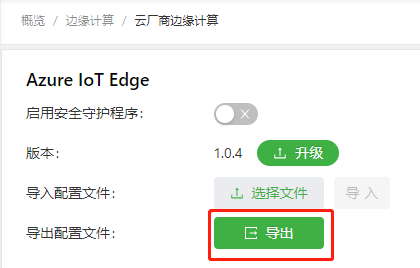 概览 / 边缘计算 / 云厂商边缘计算
Azure IoT Edge
启用安全守护程序:
版本: 1.0.4 升级
导入配置文件: 选择文件 导 入
导出配置文件: 导出